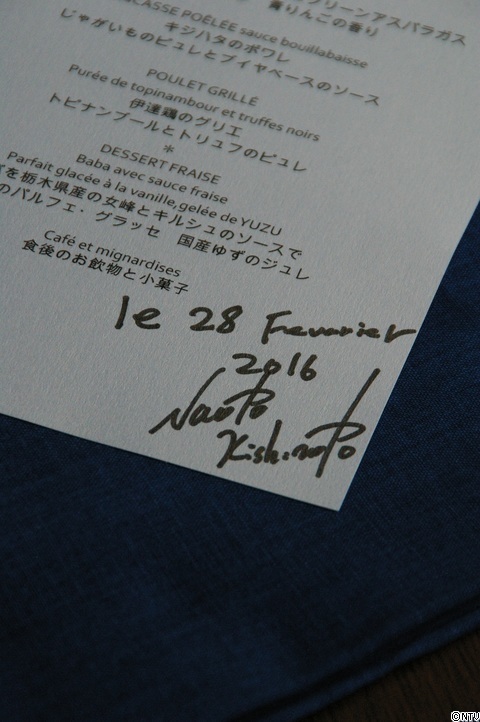 グリーンアスパラガス
青りんごの香り
CASSE POÊLÉE sauce bouillabaisse
キジハタのポワレ
じゃがいものピュレとブイヤベースのソース
POULET GRILLE
Purée de topinambour et truffes noirs
伊達鶏のグリエ
トピナンブールとトリュフのピュレ
*
DESSERT FRAISE
Baba avec sauce fraise
Parfait glacée à la vanille,gelée de YUZU
を栃木県産の女峰とキルシュのソースで
のパルフェ・グラッセ 国産ゆずのジュレ
Café et mignardises
食後のお飲物と小菓子
le 28 Fevrarier
2016
Naoto
Kishimoto
©NTV